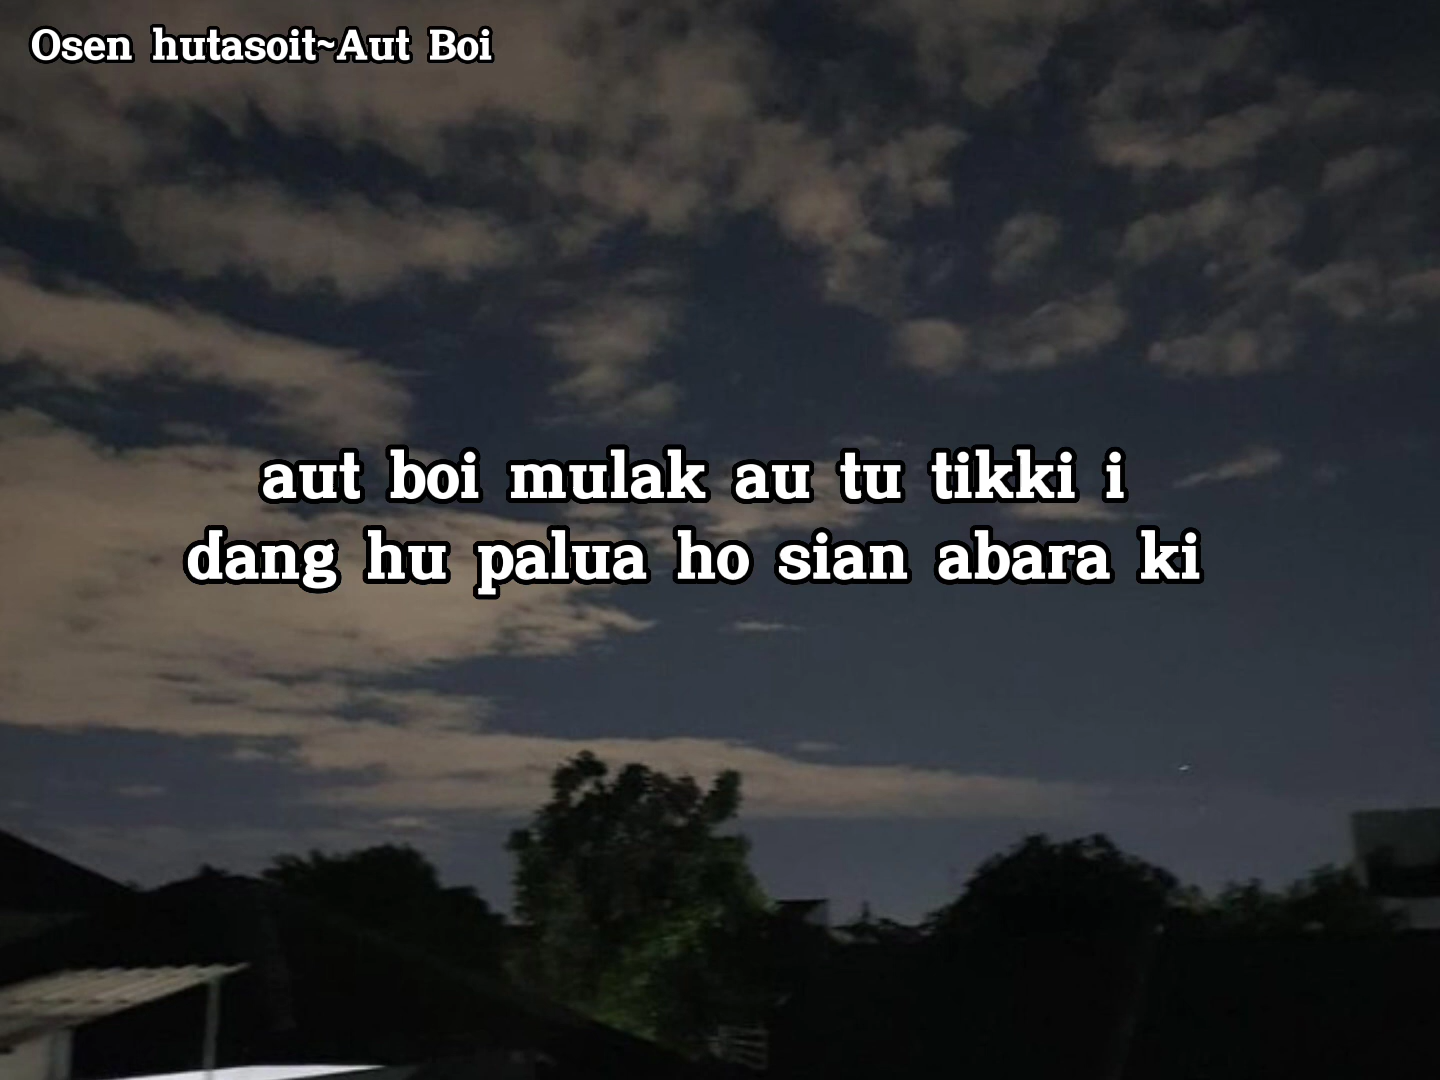 Osen hutasoit~Aut Boi
aut boi mulak au tu tikki i
dang hu palua ho sian abara ki